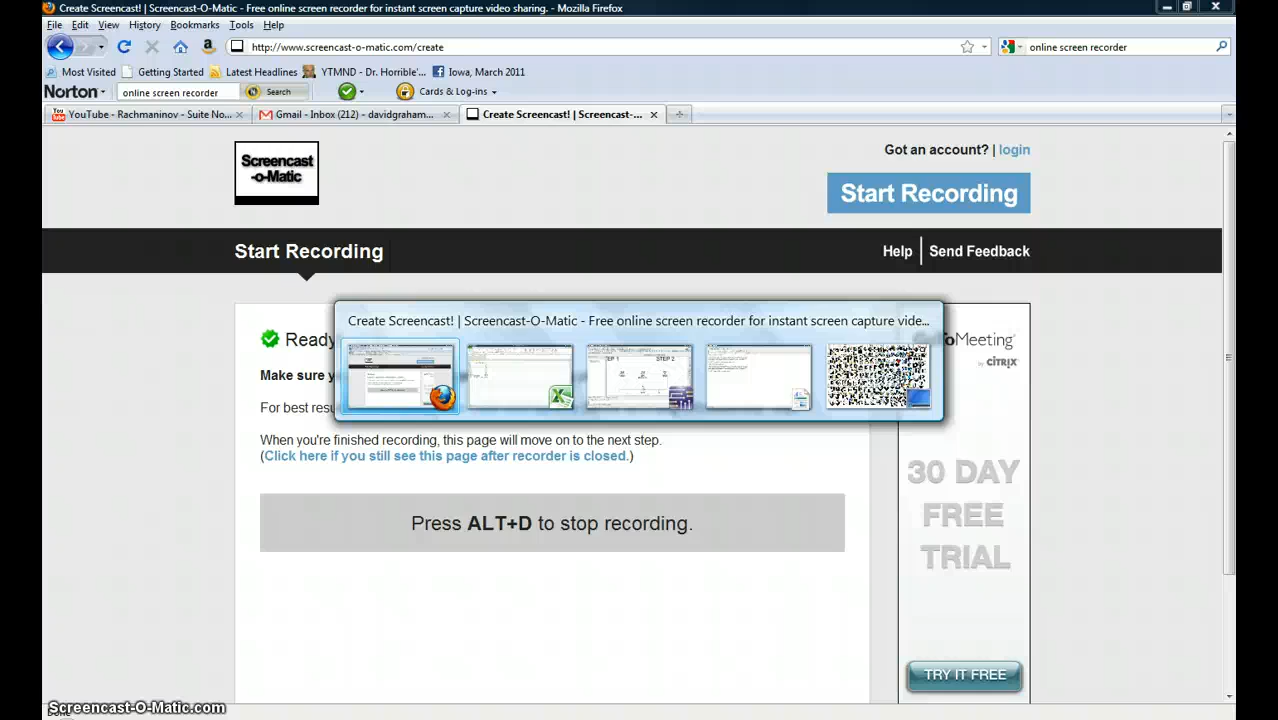 Create Screencast! | Screencast-O-Matic - Free online screen recorder for instant screen capture video sharing. - Mozilla Firefox
File Edit View History Bookmarks Tools Help
http://www.screencast-o-matic.com/create
online screen recorder
Most Visited Getting Started Latest Headlines YTMND - Dr. Horrible'... Iowa, March 2011
Norton online screen recorder Search Cards & Log-ins
YouTube - Rachmaninov - Suite No... Gmail - Inbox (212) - davidgraham... Create Screencast! | Screencast-...
Screencast
-o-Matic
Got an account? | login
Start Recording
Start Recording
Help Send Feedback
Create Screencast! | Screencast-O-Matic - Free online screen recorder for instant screen capture vide...
Ready
Meeting
by CITRIX
STEP 2
Make sure
For best
When you're finished recording, this page will move on to the next step.
(Click here if you still see this page after recorder is closed.)
Press ALT+D to stop recording.
30 DAY
FREE
TRIAL
TRY IT FREE
Screencast-O-Matic.com